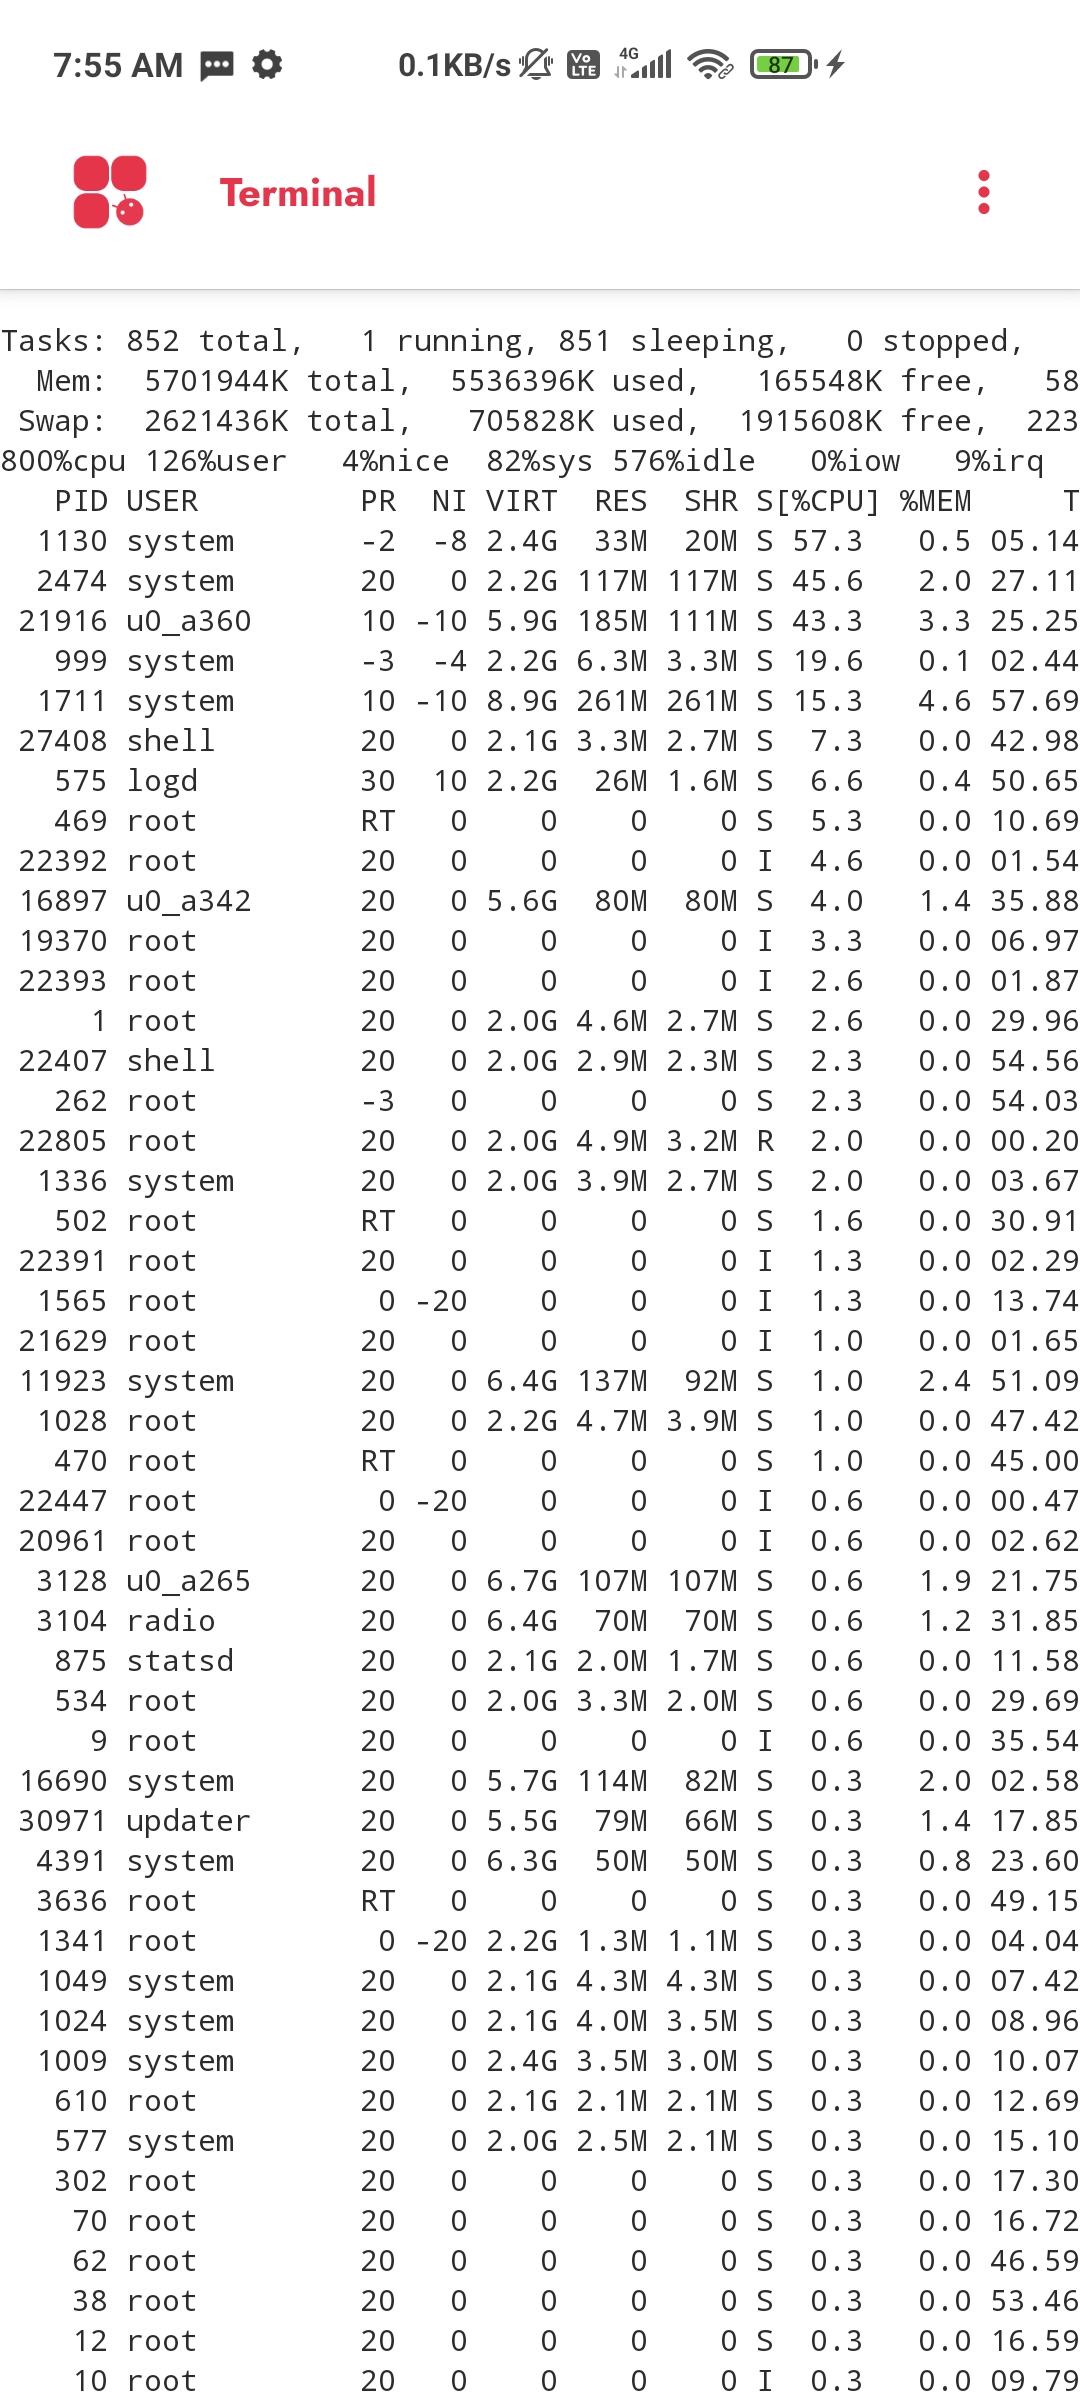 7:55 AM 0.1KB/s Vo LTE 4G 87
Terminal
Tasks: 852 total,   1 running, 851 sleeping,   0 stopped,
  Mem:  5701944K total,  5536396K used,   165548K free,   58
 Swap:  2621436K total,   705828K used,  1915608K free,  223
800%cpu 126%user   4%nice  82%sys 576%idle   0%iow   9%irq
   PID USER         PR  NI VIRT  RES  SHR S[%CPU] %MEM     T
  1130 system       -2  -8 2.4G  33M  20M S 57.3   0.5 05.14
  2474 system       20   0 2.2G 117M 117M S 45.6   2.0 27.11
 21916 u0_a360      10 -10 5.9G 185M 111M S 43.3   3.3 25.25
   999 system       -3  -4 2.2G 6.3M 3.3M S 19.6   0.1 02.44
  1711 system       10 -10 8.9G 261M 261M S 15.3   4.6 57.69
 27408 shell        20   0 2.1G 3.3M 2.7M S  7.3   0.0 42.98
   575 logd         30  10 2.2G  26M 1.6M S  6.6   0.4 50.65
   469 root         RT   0    0    0    0 S  5.3   0.0 10.69
 22392 root         20   0    0    0    0 I  4.6   0.0 01.54
 16897 u0_a342      20   0 5.6G  80M  80M S  4.0   1.4 35.88
 19370 root         20   0    0    0    0 I  3.3   0.0 06.97
 22393 root         20   0    0    0    0 I  2.6   0.0 01.87
     1 root         20   0 2.0G 4.6M 2.7M S  2.6   0.0 29.96
 22407 shell        20   0 2.0G 2.9M 2.3M S  2.3   0.0 54.56
   262 root         -3   0    0    0    0 S  2.3   0.0 54.03
 22805 root         20   0 2.0G 4.9M 3.2M R  2.0   0.0 00.20
  1336 system       20   0 2.0G 3.9M 2.7M S  2.0   0.0 03.67
   502 root         RT   0    0    0    0 S  1.6   0.0 30.91
 22391 root         20   0    0    0    0 I  1.3   0.0 02.29
  1565 root          0 -20    0    0    0 I  1.3   0.0 13.74
 21629 root         20   0    0    0    0 I  1.0   0.0 01.65
 11923 system       20   0 6.4G 137M  92M S  1.0   2.4 51.09
  1028 root         20   0 2.2G 4.7M 3.9M S  1.0   0.0 47.42
   470 root         RT   0    0    0    0 S  1.0   0.0 45.00
 22447 root          0 -20    0    0    0 I  0.6   0.0 00.47
 20961 root         20   0    0    0    0 I  0.6   0.0 02.62
  3128 u0_a265      20   0 6.7G 107M 107M S  0.6   1.9 21.75
  3104 radio        20   0 6.4G  70M  70M S  0.6   1.2 31.85
   875 statsd       20   0 2.1G 2.0M 1.7M S  0.6   0.0 11.58
   534 root         20   0 2.0G 3.3M 2.0M S  0.6   0.0 29.69
     9 root         20   0    0    0    0 I  0.6   0.0 35.54
 16690 system       20   0 5.7G 114M  82M S  0.3   2.0 02.58
 30971 updater      20   0 5.5G  79M  66M S  0.3   1.4 17.85
  4391 system       20   0 6.3G  50M  50M S  0.3   0.8 23.60
  3636 root         RT   0    0    0    0 S  0.3   0.0 49.15
  1341 root          0 -20 2.2G 1.3M 1.1M S  0.3   0.0 04.04
  1049 system       20   0 2.1G 4.3M 4.3M S  0.3   0.0 07.42
  1024 system       20   0 2.1G 4.0M 3.5M S  0.3   0.0 08.96
  1009 system       20   0 2.4G 3.5M 3.0M S  0.3   0.0 10.07
   610 root         20   0 2.1G 2.1M 2.1M S  0.3   0.0 12.69
   577 system       20   0 2.0G 2.5M 2.1M S  0.3   0.0 15.10
   302 root         20   0    0    0    0 S  0.3   0.0 17.30
    70 root         20   0    0    0    0 S  0.3   0.0 16.72
    62 root         20   0    0    0    0 S  0.3   0.0 46.59
    38 root         20   0    0    0    0 S  0.3   0.0 53.46
    12 root         20   0    0    0    0 S  0.3   0.0 16.59
    10 root         20   0    0    0    0 I  0.3   0.0 09.79